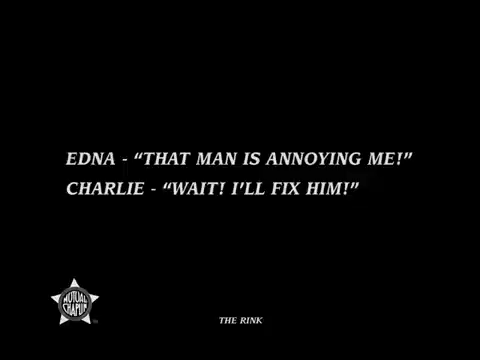 EDNA - “THAT MAN IS ANNOYING ME!”
CHARLIE - “WAIT! I’LL FIX HIM!”
MUTUAL
CHAPLIN
THE RINK